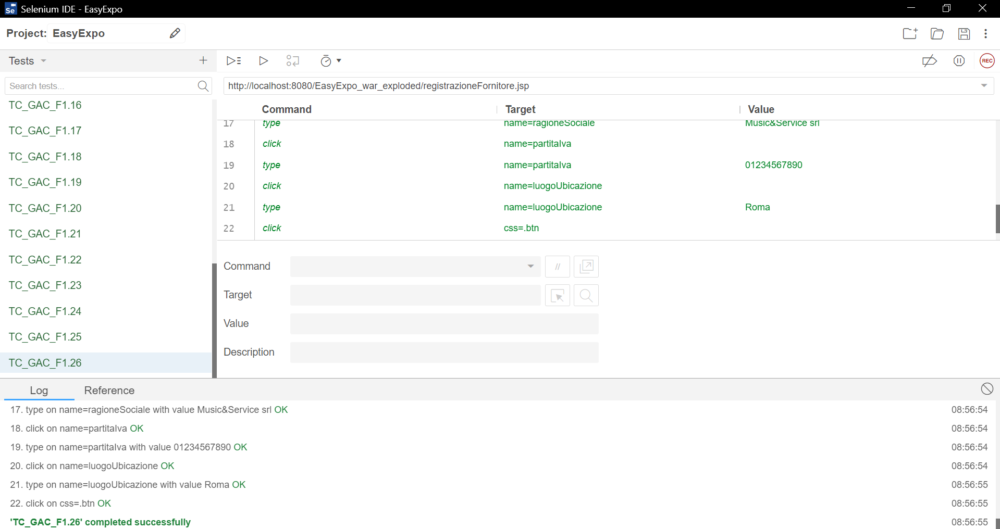 Se Selenium IDE - EasyExpo
Project: EasyExpo
Tests
REC
Search tests...
http://localhost:8080/EasyExpo_war_exploded/registrazioneFornitore.jsp
TC_GAC_F1.16
TC_GAC_F1.17
TC_GAC_F1.18
TC_GAC_F1.19
TC_GAC_F1.20
TC_GAC_F1.21
TC_GAC_F1.22
TC_GAC_F1.23
TC_GAC_F1.24
TC_GAC_F1.25
TC_GAC_F1.26
Command Target Value
17 type name=ragioneSociale Music&Service srl
18 click name=partitaIva
19 type name=partitaIva 01234567890
20 click name=luogoUbicazione
21 type name=luogoUbicazione Roma
22 click css=.btn
Command //
Target
Value
Description
Log Reference
17. type on name=ragioneSociale with value Music&Service srl OK 08:56:54
18. click on name=partitaIva OK 08:56:54
19. type on name=partitaIva with value 01234567890 OK 08:56:54
20. click on name=luogoUbicazione OK 08:56:54
21. type on name=luogoUbicazione with value Roma OK 08:56:55
22. click on css=.btn OK 08:56:55
'TC_GAC_F1.26' completed successfully 08:56:55